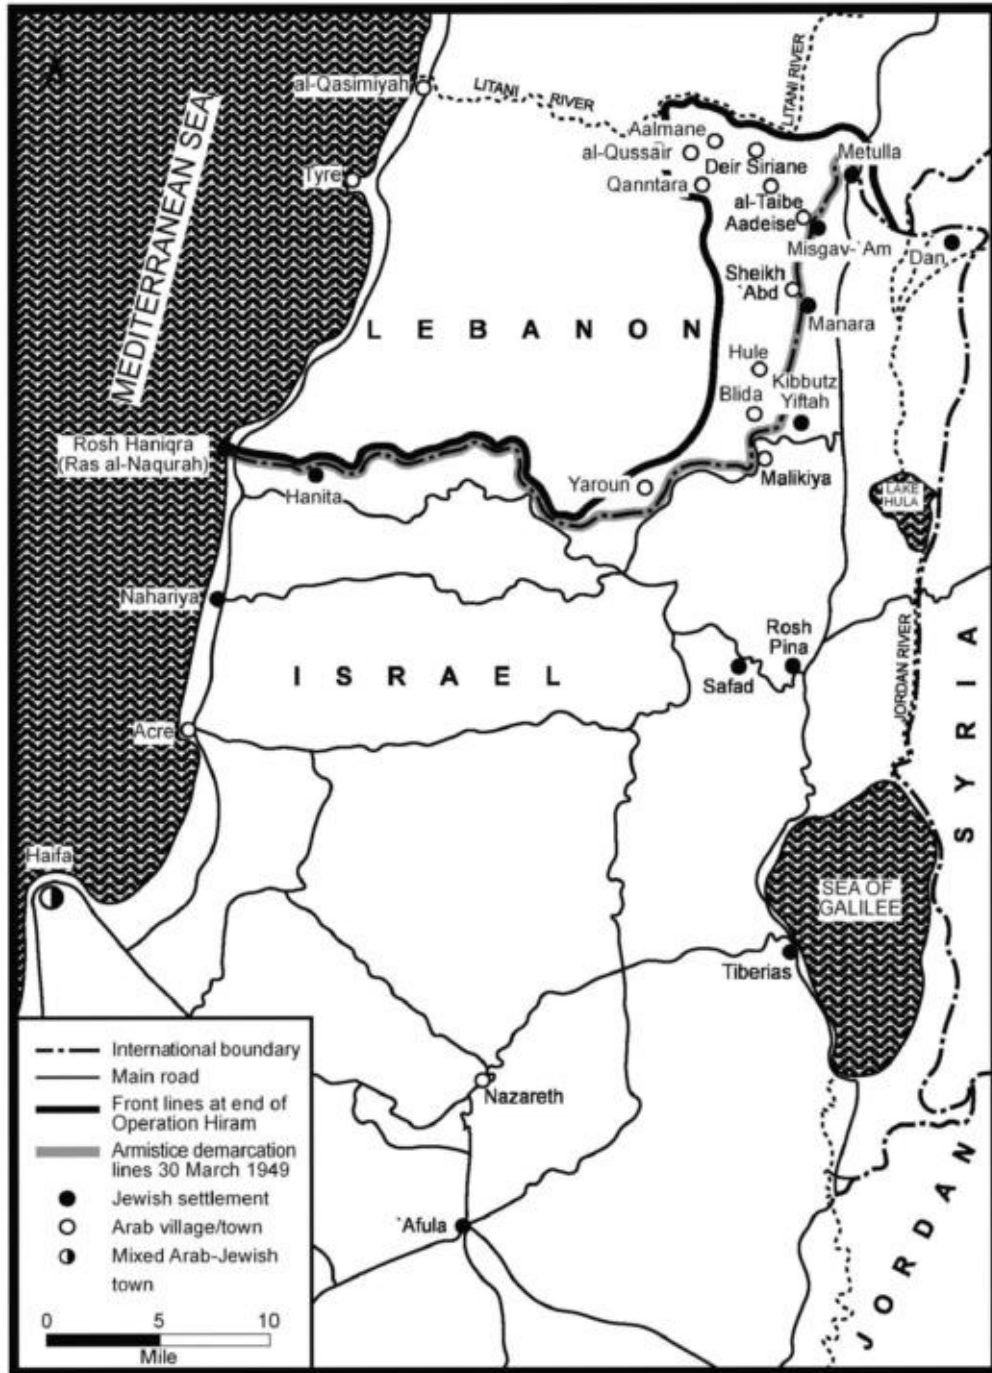 al-Qasimiyah
LITANI RIVER
LITANI RIVER
MEDITERRANEAN SEA
Aalmane
al-Qussair
Deir Siriane
Metulla
Tyre
Qanntara
al-Taibe
Aadeise
Misgav-`Am
Dan
Sheikh
`Abd
LEBANON
Manara
Hule
Kibbutz
Yiftah
Blida
Rosh Haniqra
(Ras al-Naqurah)
Hanita
Yaroun
Malikiya
LAKE
HULA
Nahariya
ISRAEL
Rosh
Pina
Safad
JORDAN RIVER
SYRIA
Acre
Haifa
SEA OF
GALILEE
Tiberias
Nazareth
`Afula
JORDAN
International boundary
Main road
Front lines at end of
Operation Hiram
Armistice demarcation
lines 30 March 1949
Jewish settlement
Arab village/town
Mixed Arab-Jewish
town
0 5 10
Mile